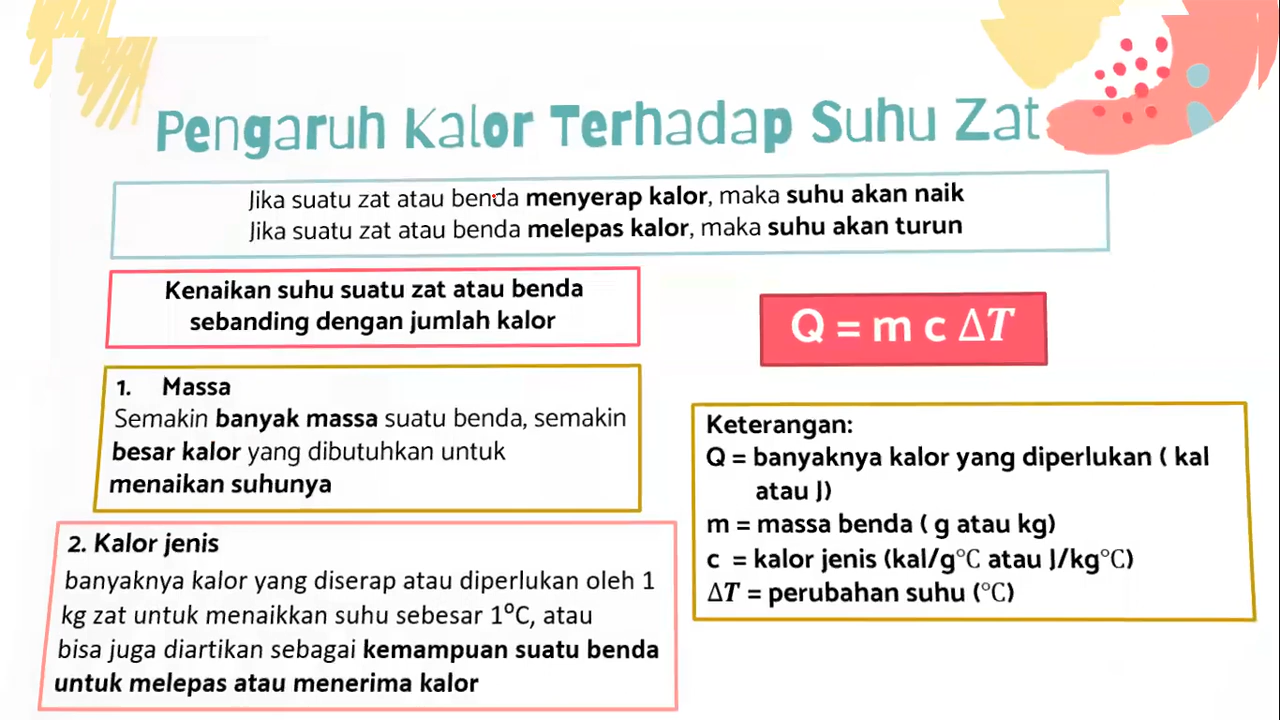 Pengaruh Kalor Terhadap Suhu Zat
Jika suatu zat atau benda menyerap kalor, maka suhu akan naik
Jika suatu zat atau benda melepas kalor, maka suhu akan turun
Kenaikan suhu suatu zat atau benda
sebanding dengan jumlah kalor
1. Massa
Semakin banyak massa suatu benda, semakin
besar kalor yang dibutuhkan untuk
menaikan suhunya
2. Kalor jenis
banyaknya kalor yang diserap atau diperlukan oleh 1
kg zat untuk menaikkan suhu sebesar 1⁰C, atau
bisa juga diartikan sebagai kemampuan suatu benda
untuk melepas atau menerima kalor
Q = m c ΔT
Keterangan:
Q = banyaknya kalor yang diperlukan ( kal
atau J)
m = massa benda ( g atau kg)
c = kalor jenis (kal/g°C atau J/kg°C)
ΔT = perubahan suhu (°C)